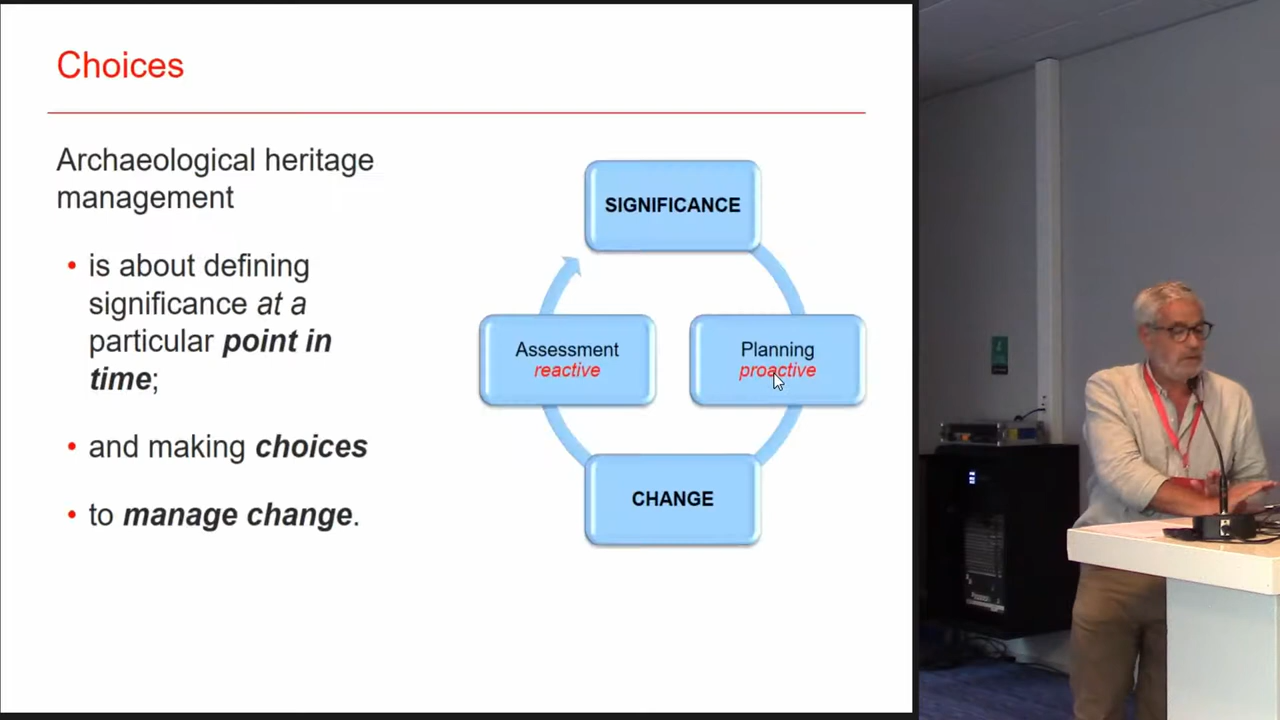 Choices
Archaeological heritage
management
• is about defining
significance at a
particular point in
time;
• and making choices
• to manage change.
SIGNIFICANCE
Assessment
reactive
Planning
proactive
CHANGE